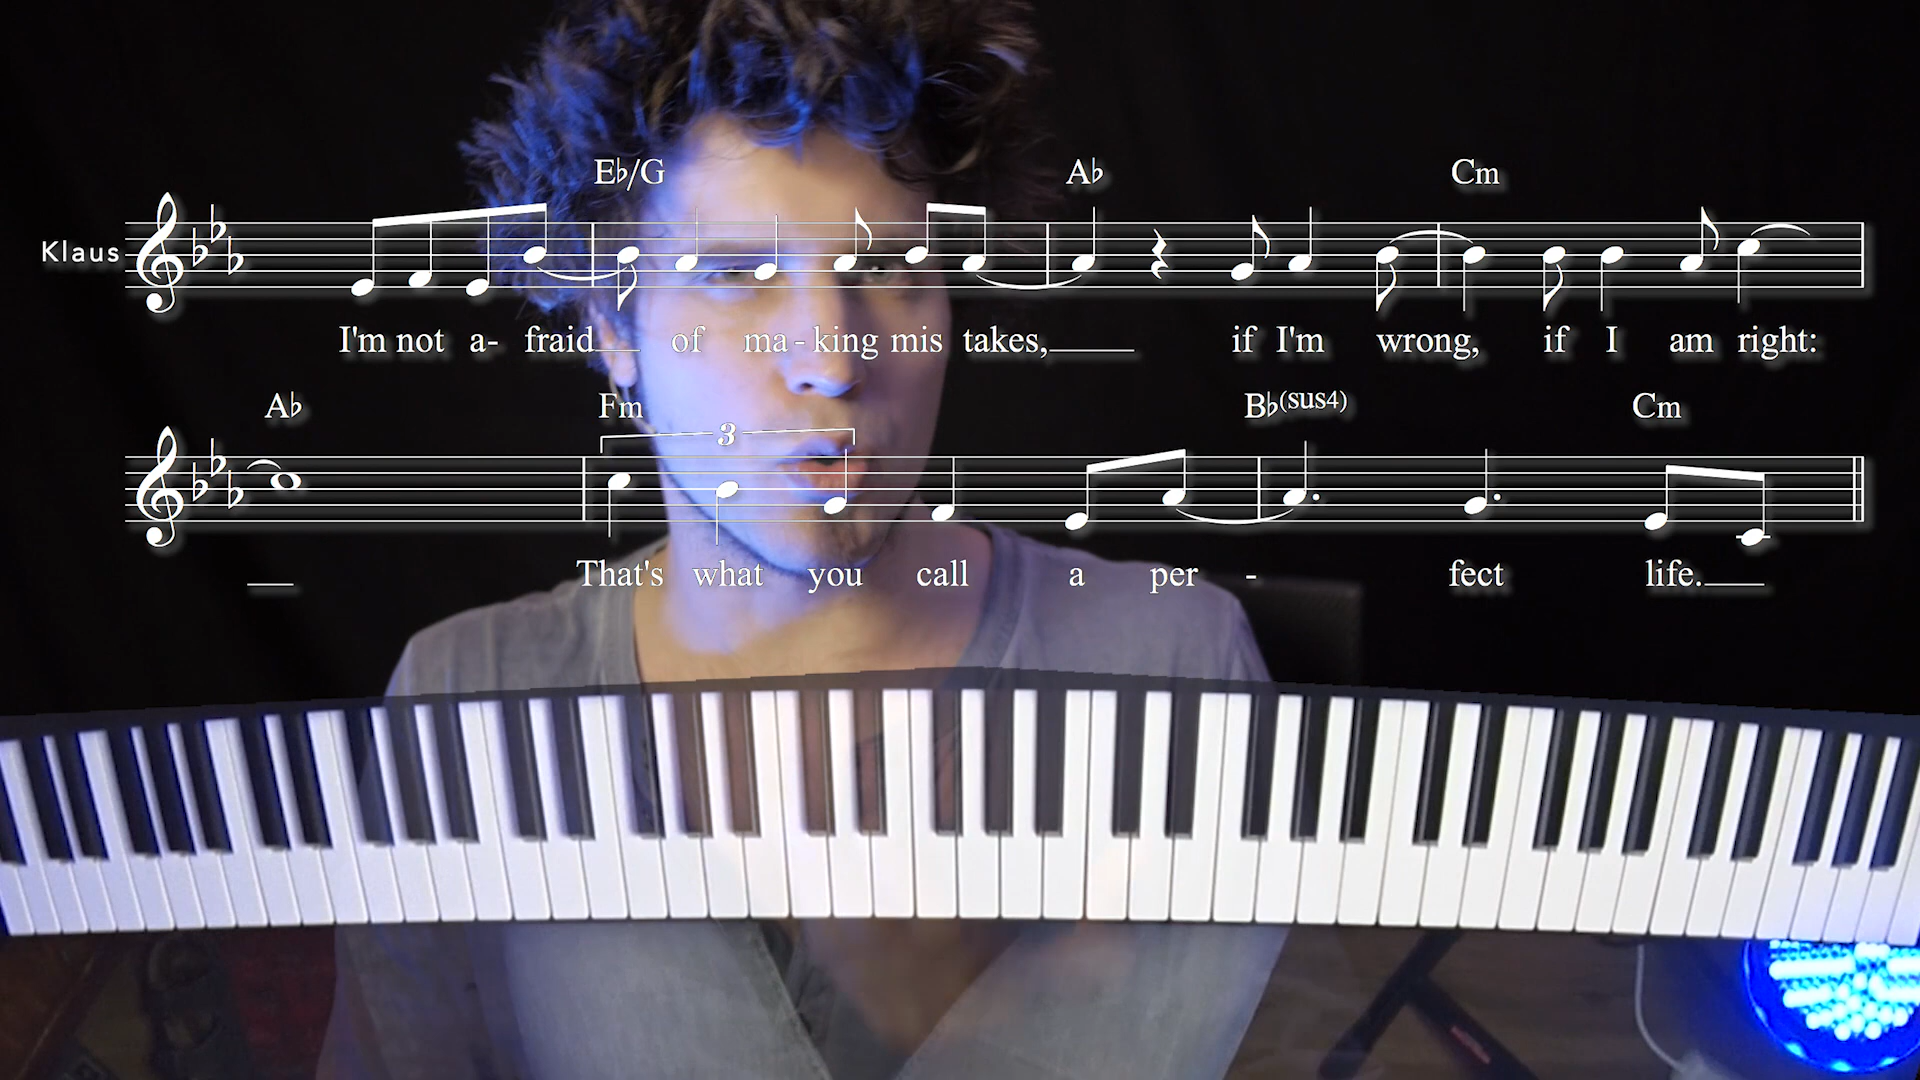 E♭/G A♭ Cm
Klaus
I'm not a- fraid of ma - king mis takes, if I'm wrong, if I am right:
A♭ Fm B♭(sus4) Cm
3
That's what you call a per - fect life.